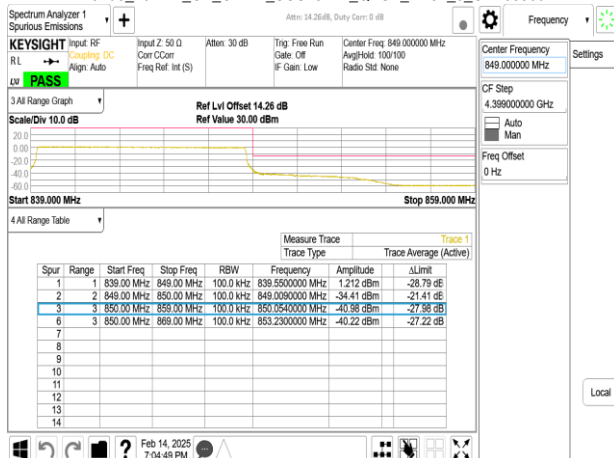 Spectrum Analyzer 1
Spurious Emissions
Attn: 14.26dB, Duty Corr: 0 dB
Frequency
KEYSIGHT
RL
Input: RF
Coupling: DC
Align: Auto
Input Z: 50 Ω
Corr CCorr
Freq Ref: Int (S)
Atten: 30 dB
Trig: Free Run
Gate: Off
IF Gain: Low
Center Freq: 849.000000 MHz
Avg|Hold: 100/100
Radio Std: None
LXI PASS
Center Frequency
849.000000 MHz
Settings
CF Step
4.399000000 GHz
Auto
Man
Freq Offset
0 Hz
3 All Range Graph
Scale/Div 10.0 dB
Ref Lvl Offset 14.26 dB
Ref Value 30.00 dBm
20.0
0.00
-20.0
-40.0
-60.0
Start 839.000 MHz
Stop 859.000 MHz
4 All Range Table
Measure Trace Trace 1
Trace Type Trace Average (Active)
Spur Range Start Freq Stop Freq RBW Frequency Amplitude ΔLimit
1 1 839.00 MHz 849.00 MHz 100.0 kHz 839.5500000 MHz 1.212 dBm -28.79 dB
2 2 849.00 MHz 850.00 MHz 100.0 kHz 849.0090000 MHz -34.41 dBm -21.41 dB
3 3 850.00 MHz 859.00 MHz 100.0 kHz 850.0540000 MHz -40.98 dBm -27.98 dB
6 3 850.00 MHz 869.00 MHz 100.0 kHz 853.2300000 MHz -40.22 dBm -27.22 dB
7
8
9
10
11
12
13
14
Local
?
Feb 14, 2025
7:04:49 PM